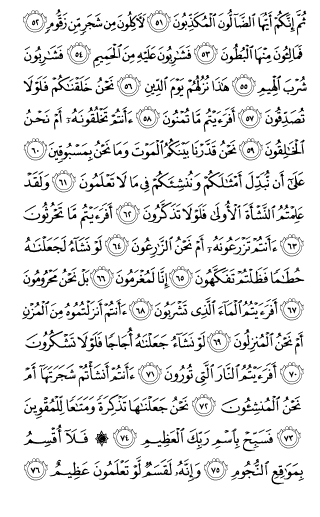 ثُمَّ إِنَّكُمْ أَيُّهَا الضَّالُّونَ الْمُكَذِّبُونَ ﴿٥١﴾ لَآكِلُونَ مِن شَجَرٍ مِّن زَقُّومٍ ﴿٥٢﴾
فَمَالِئُونَ مِنْهَا الْبُطُونَ ﴿٥٣﴾ فَشَارِبُونَ عَلَيْهِ مِنَ الْحَمِيمِ ﴿٥٤﴾ فَشَارِبُونَ
شُرْبَ الْهِيمِ ﴿٥٥﴾ هَٰذَا نُزُلُهُمْ يَوْمَ الدِّينِ ﴿٥٦﴾ نَحْنُ خَلَقْنَاكُمْ فَلَوْلَا
تُصَدِّقُونَ ﴿٥٧﴾ أَفَرَأَيْتُم مَّا تُمْنُونَ ﴿٥٨﴾ ءَأَنتُمْ تَخْلُقُونَهُ أَمْ نَحْنُ
الْخَالِقُونَ ﴿٥٩﴾ نَحْنُ قَدَّرْنَا بَيْنَكُمُ الْمَوْتَ وَمَا نَحْنُ بِمَسْبُوقِينَ ﴿٦٠﴾
عَلَىٰ أَن نُّبَدِّلَ أَمْثَالَكُمْ وَنُنشِئَكُمْ فِي مَا لَا تَعْلَمُونَ ﴿٦١﴾ وَلَقَدْ
عَلِمْتُمُ النَّشْأَةَ الْأُولَىٰ فَلَوْلَا تَذَكَّرُونَ ﴿٦٢﴾ أَفَرَأَيْتُم مَّا تَحْرُثُونَ
﴿٦٣﴾ ءَأَنتُمْ تَزْرَعُونَهُ أَمْ نَحْنُ الزَّارِعُونَ ﴿٦٤﴾ لَوْ نَشَاءُ لَجَعَلْنَاهُ
حُطَامًا فَظَلْتُمْ تَفَكَّهُونَ ﴿٦٥﴾ إِنَّا لَمُغْرَمُونَ ﴿٦٦﴾ بَلْ نَحْنُ مَحْرُومُونَ
﴿٦٧﴾ أَفَرَأَيْتُمُ الْمَاءَ الَّذِي تَشْرَبُونَ ﴿٦٨﴾ ءَأَنتُمْ أَنزَلْتُمُوهُ مِنَ الْمُزْنِ
أَمْ نَحْنُ الْمُنزِلُونَ ﴿٦٩﴾ لَوْ نَشَاءُ جَعَلْنَاهُ أُجَاجًا فَلَوْلَا تَشْكُرُونَ
﴿٧٠﴾ أَفَرَأَيْتُمُ النَّارَ الَّتِي تُورُونَ ﴿٧١﴾ ءَأَنتُمْ أَنشَأْتُمْ شَجَرَتَهَا أَمْ
نَحْنُ الْمُنشِئُونَ ﴿٧٢﴾ نَحْنُ جَعَلْنَاهَا تَذْكِرَةً وَمَتَاعًا لِّلْمُقْوِينَ
﴿٧٣﴾ فَسَبِّحْ بِاسْمِ رَبِّكَ الْعَظِيمِ ﴿٧٤﴾ ۞ فَلَا أُقْسِمُ
بِمَوَاقِعِ النُّجُومِ ﴿٧٥﴾ وَإِنَّهُ لَقَسَمٌ لَّوْ تَعْلَمُونَ عَظِيمٌ ﴿٧٦﴾